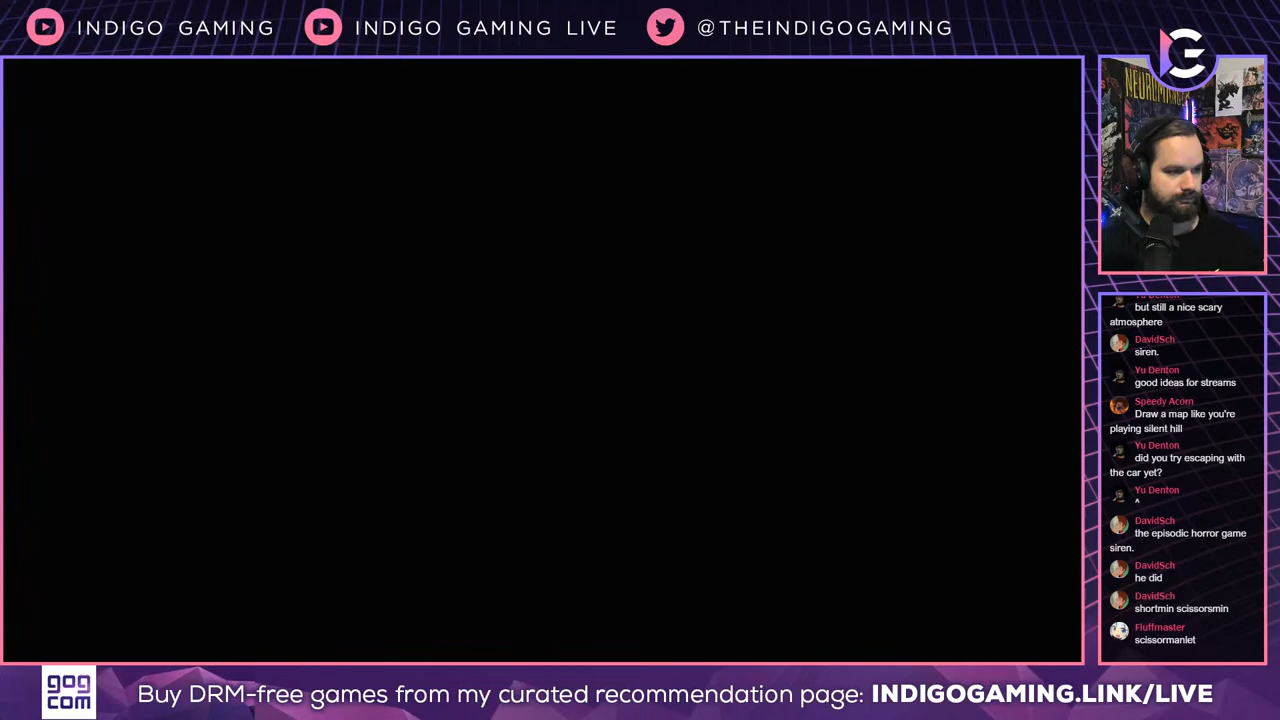 INDIGO GAMING
INDIGO GAMING LIVE
@THEINDIGOGAMING
NEUROMANCER
Yu Denton
but still a nice scary
atmosphere
DavidSch
siren.
Yu Denton
good ideas for streams
Speedy Acorn
Draw a map like you're
playing silent hill
Yu Denton
did you try escaping with
the car yet?
Yu Denton
^
DavidSch
the episodic horror game
siren.
DavidSch
he did
DavidSch
shortmin scissorsmin
Fluffmaster
scissormanlet
gog
com
Buy DRM-free games from my curated recommendation page: INDIGOGAMING.LINK/LIVE